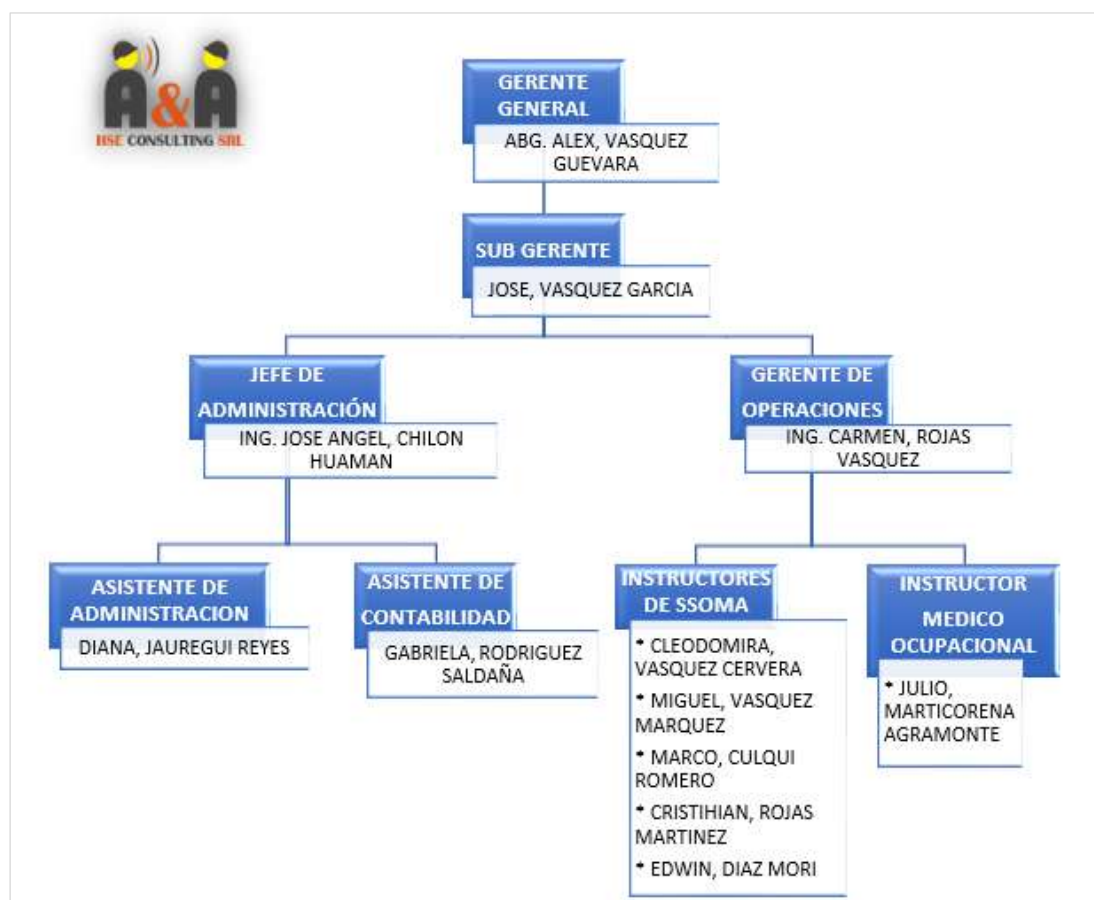 A&A
HSE CONSULTING SRL
GERENTE
GENERAL
ABG. ALEX, VASQUEZ
GUEVARA
SUB GERENTE
JOSE, VASQUEZ GARCIA
JEFE DE
ADMINISTRACIÓN
ING. JOSE ANGEL, CHILON
HUAMAN
GERENTE DE
OPERACIONES
ING. CARMEN, ROJAS
VASQUEZ
ASISTENTE DE
ADMINISTRACION
DIANA, JAUREGUI REYES
ASISTENTE DE
CONTABILIDAD
GABRIELA, RODRIGUEZ
SALDAÑA
INSTRUCTORES
DE SSOMA
* CLEODOMIRA,
VASQUEZ CERVERA
* MIGUEL, VASQUEZ
MARQUEZ
* MARCO, CULQUI
ROMERO
* CRISTIHIAN, ROJAS
MARTINEZ
* EDWIN, DIAZ MORI
INSTRUCTOR
MEDICO
OCUPACIONAL
* JULIO,
MARTICORENA
AGRAMONTE